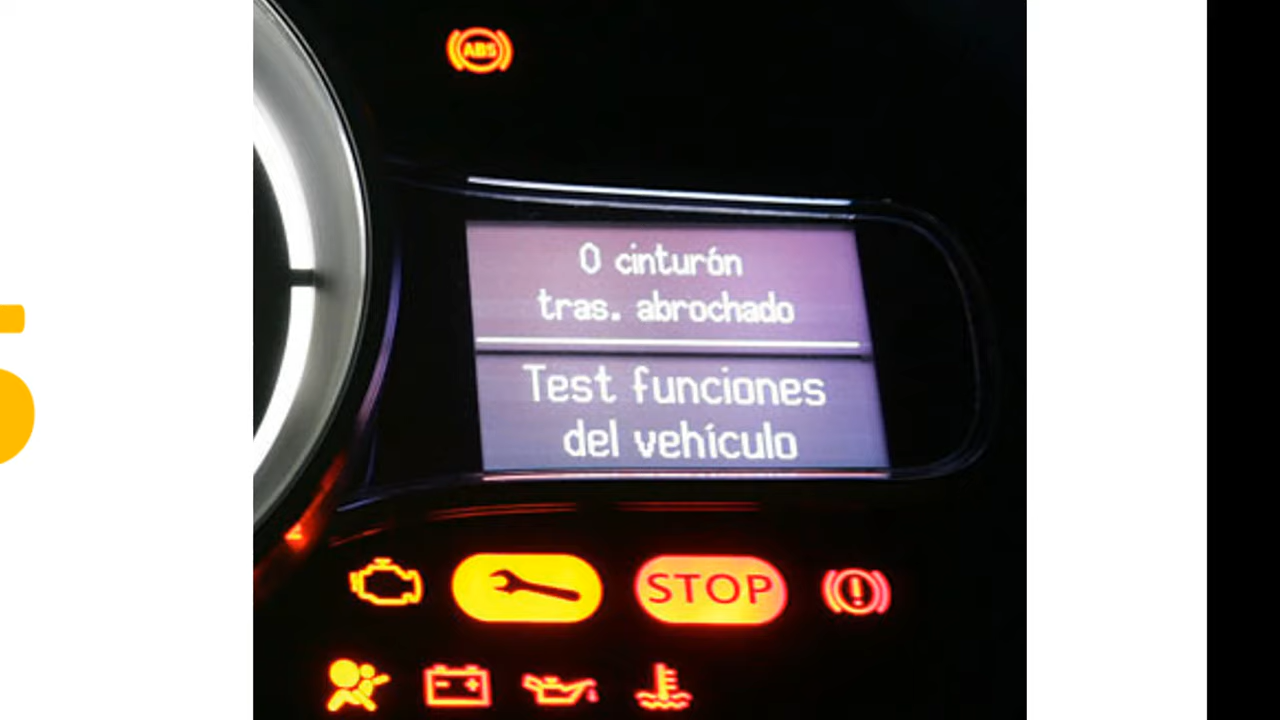 ABS
0 cinturón
tras. abrochado
Test funciones
del vehículo
STOP